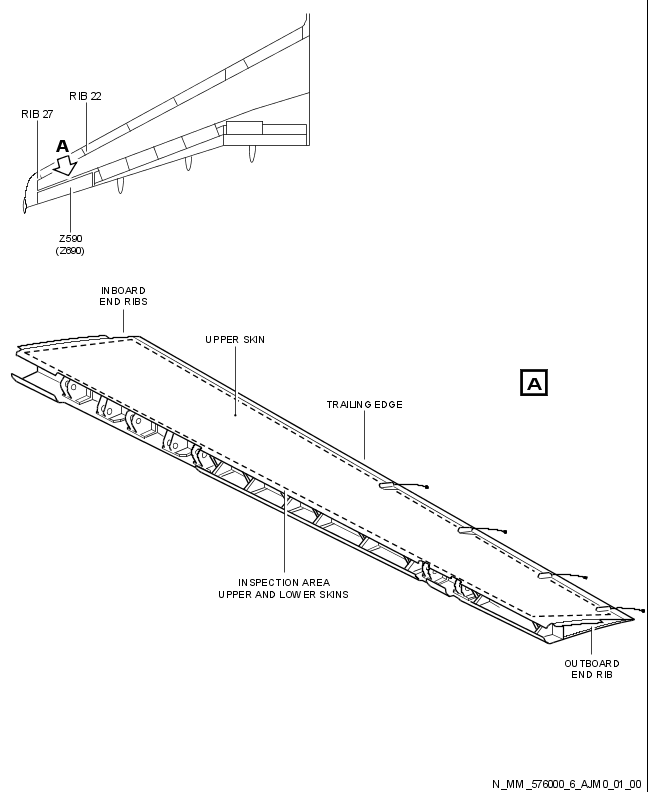 RIB 22
RIB 27
A
Z590
(Z690)
INBOARD
END RIBS
UPPER SKIN
A
TRAILING EDGE
INSPECTION AREA
UPPER AND LOWER SKINS
OUTBOARD
END RIB
N_MM_576000_6_AJM0_01_00